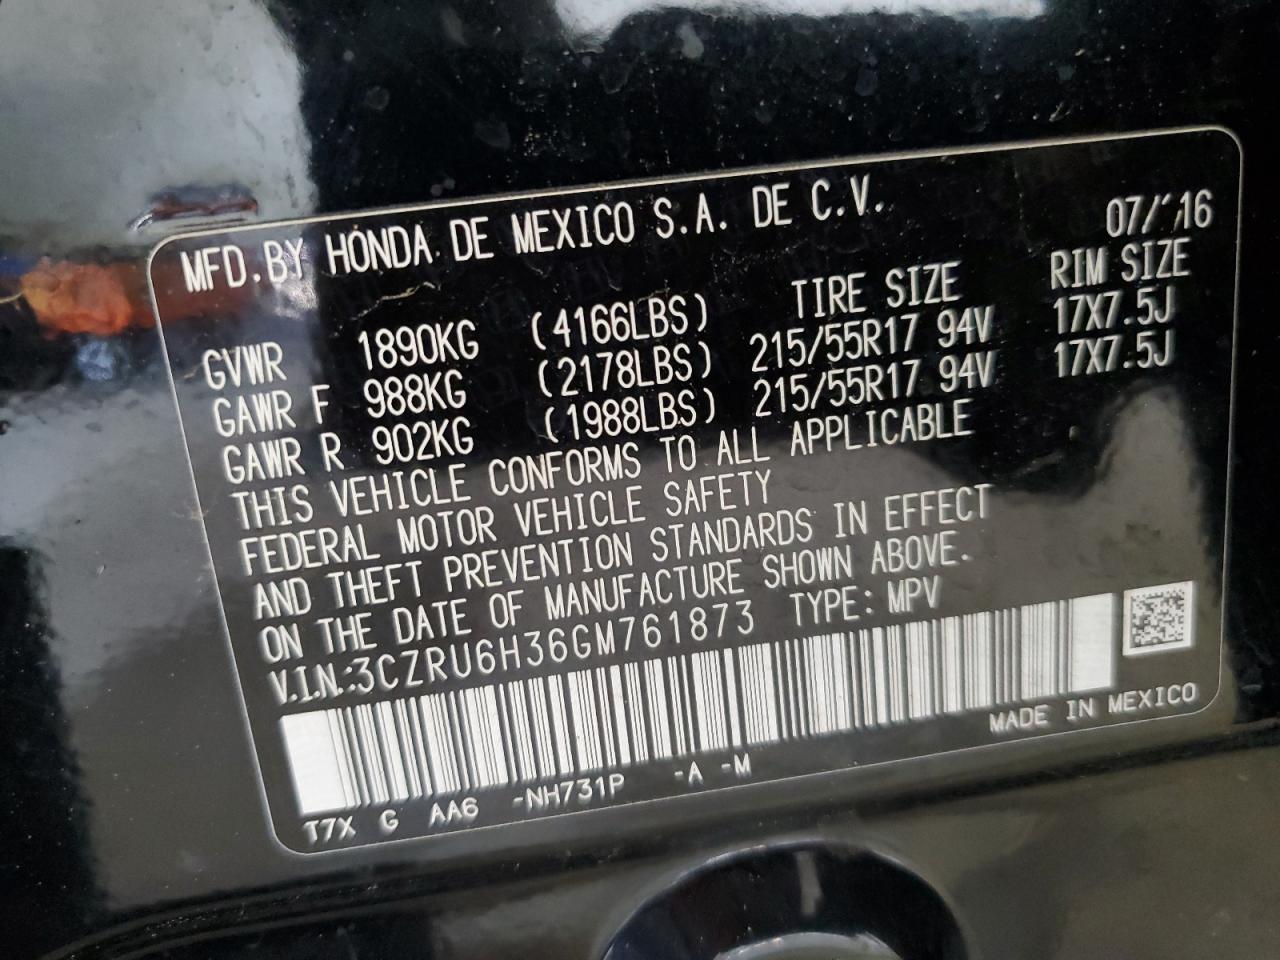 MFD.BY HONDA DE MEXICO S.A. DE C.V. 07/16
TIRE SIZE RIM SIZE
GVWR 1890KG (4166LBS) 215/55R17 94V 17X7.5J
GAWR F 988KG (2178LBS) 215/55R17 94V 17X7.5J
GAWR R 902KG (1988LBS)
THIS VEHICLE CONFORMS TO ALL APPLICABLE
FEDERAL MOTOR VEHICLE SAFETY
AND THEFT PREVENTION STANDARDS IN EFFECT
ON THE DATE OF MANUFACTURE SHOWN ABOVE.
V.I.N.:3CZRU6H36GM761873 TYPE: MPV
MADE IN MEXICO
T7X G AA6 -NH731P -A -M